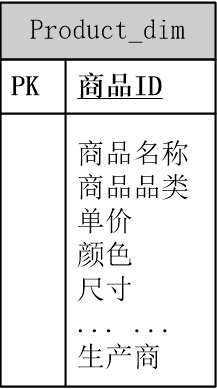 Product_dim
PK 商品ID
商品名称
商品品类
单价
颜色
尺寸
... ...
生产商